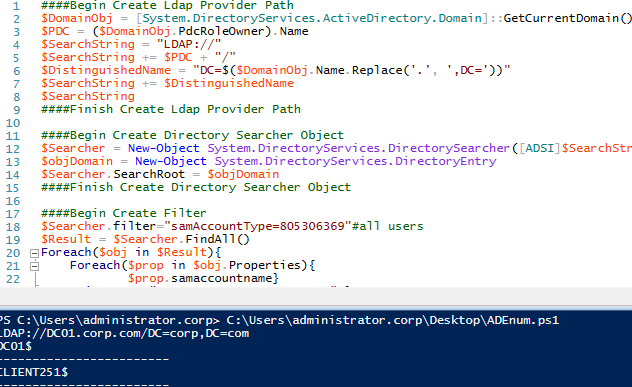 1 ####Begin Create Ldap Provider Path
2 $DomainObj = [System.DirectoryServices.ActiveDirectory.Domain]::GetCurrentDomain()
3 $PDC = ($DomainObj.PdcRoleOwner).Name
4 $SearchString = "LDAP://"
5 $SearchString += $PDC + "/"
6 $DistinguishedName = "DC=$($DomainObj.Name.Replace('.', ',DC='))"
7 $SearchString += $DistinguishedName
8 $SearchString
9 ####Finish Create Ldap Provider Path
10
11 ####Begin Create Directory Searcher Object
12 $Searcher = New-Object System.DirectoryServices.DirectorySearcher([ADSI]$SearchStr
13 $objDomain = New-Object System.DirectoryServices.DirectoryEntry
14 $Searcher.SearchRoot = $objDomain
15 ####Finish Create Directory Searcher Object
16
17 ####Begin Create Filter
18 $Searcher.filter="samAccountType=805306369"#all users
19 $Result = $Searcher.FindAll()
20 Foreach($obj in $Result){
21 Foreach($prop in $obj.Properties){
22 $prop.samaccountname}
PS C:\Users\administrator.corp> C:\Users\administrator.corp\Desktop\ADEnum.ps1
LDAP://DC01.corp.com/DC=corp,DC=com
DC01$
------------------------
CLIENT251$
------------------------